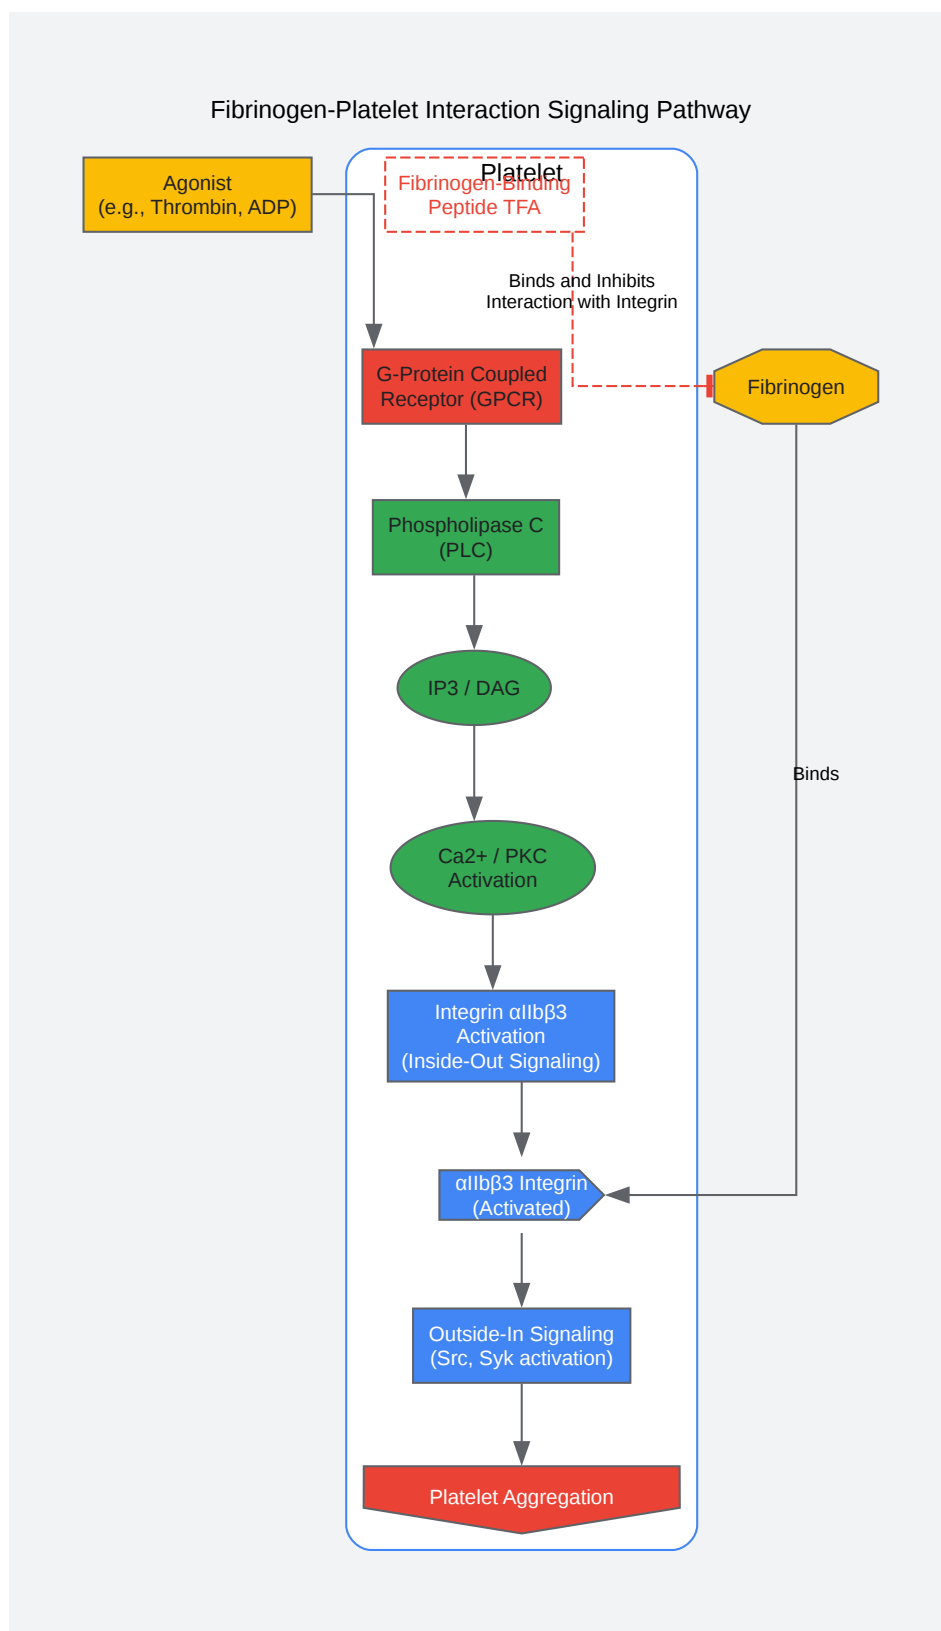 Fibrinogen-Platelet Interaction Signaling Pathway
Platelet
Agonist
(e.g., Thrombin, ADP)
Fibrinogen-Binding
Peptide TFA
Binds and Inhibits
Interaction with Integrin
G-Protein Coupled
Receptor (GPCR)
Fibrinogen
Phospholipase C
(PLC)
IP3 / DAG
Binds
Ca2+ / PKC
Activation
Integrin αIIbβ3
Activation
(Inside-Out Signaling)
αIIbβ3 Integrin
(Activated)
Outside-In Signaling
(Src, Syk activation)
Platelet Aggregation